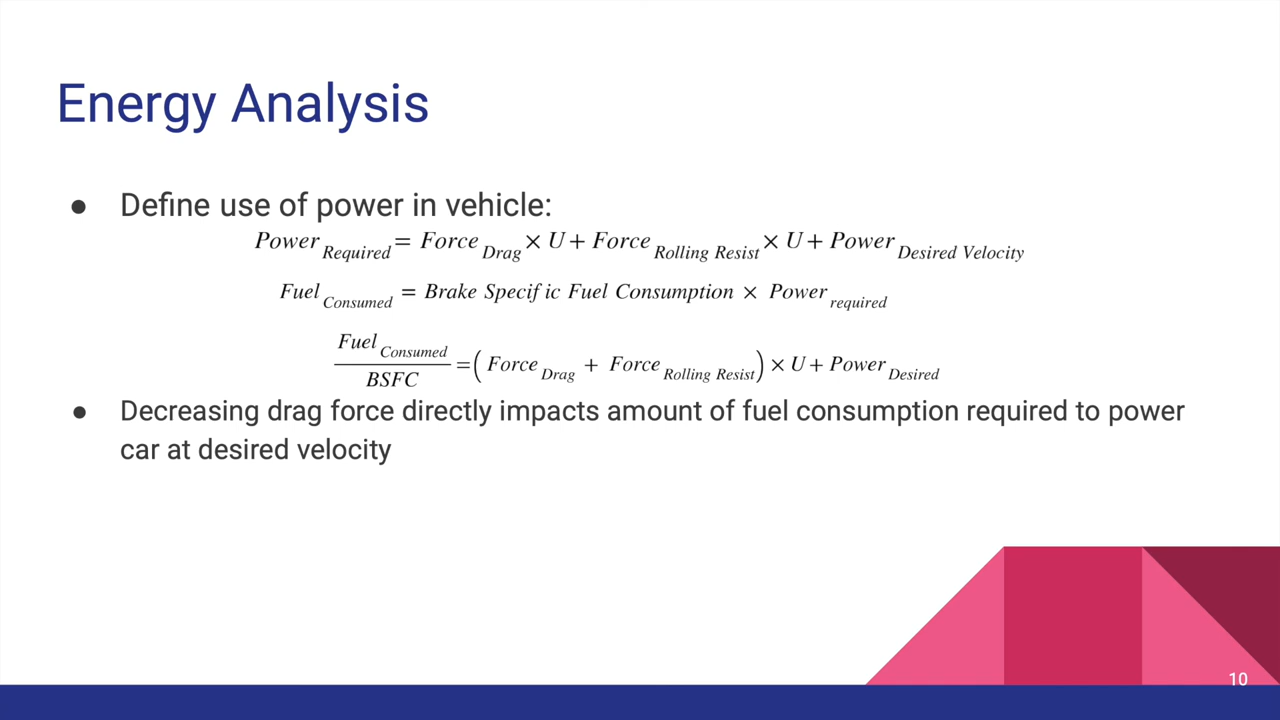 Energy Analysis
● Define use of power in vehicle:
Power Required = Force Drag × U + Force Rolling Resist × U + Power Desired Velocity
Fuel Consumed = Brake Specific Fuel Consumption × Power required
Fuel Consumed / BSFC = ( Force Drag + Force Rolling Resist ) × U + Power Desired
● Decreasing drag force directly impacts amount of fuel consumption required to power
car at desired velocity
10